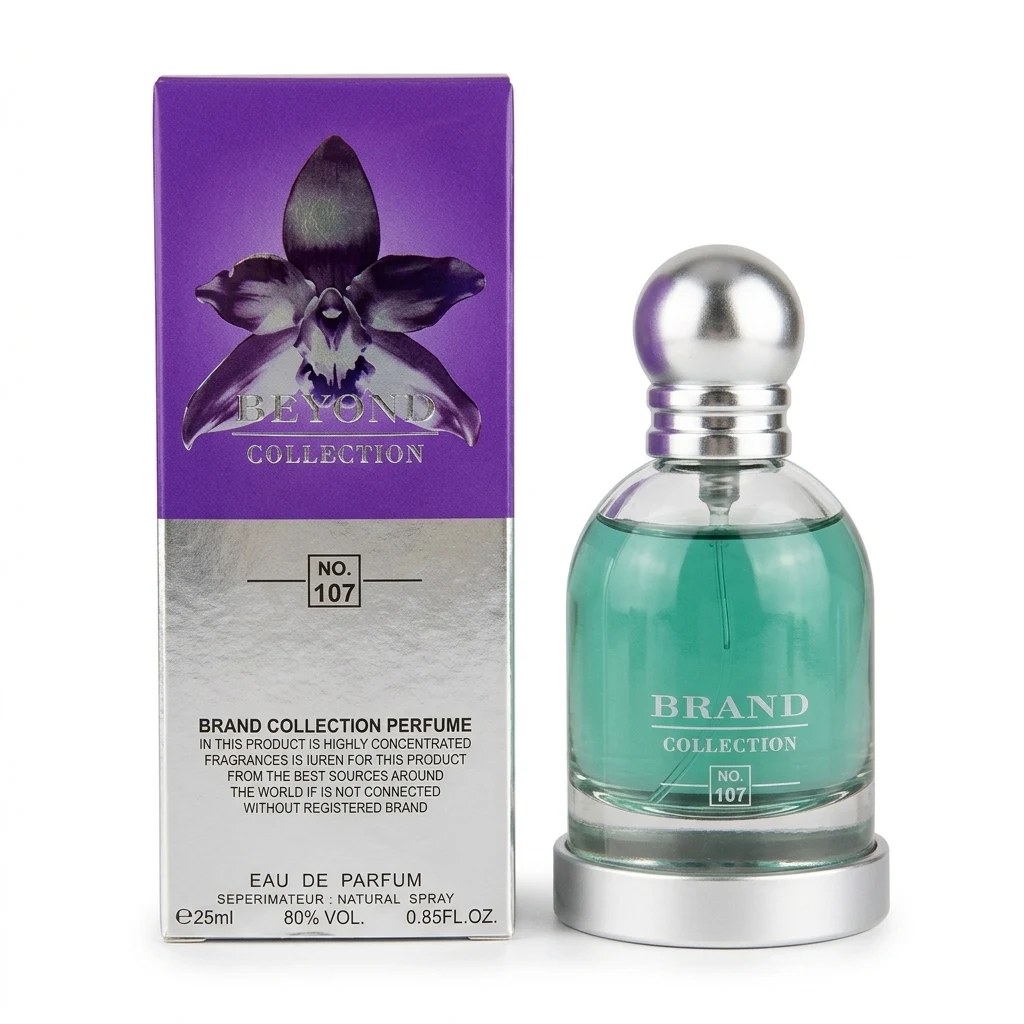 BEYOND
COLLECTION
NO.
107
BRAND COLLECTION PERFUME
IN THIS PRODUCT IS HIGHLY CONCENTRATED
FRAGRANCES IS IUREN FOR THIS PRODUCT
FROM THE BEST SOURCES AROUND
THE WORLD IF IS NOT CONNECTED
WITHOUT REGISTERED BRAND
EAU DE PARFUM
SEPERIMATEUR : NATURAL SPRAY
℮25ml 80% VOL. 0.85FL.OZ.
BRAND
COLLECTION
NO.
107